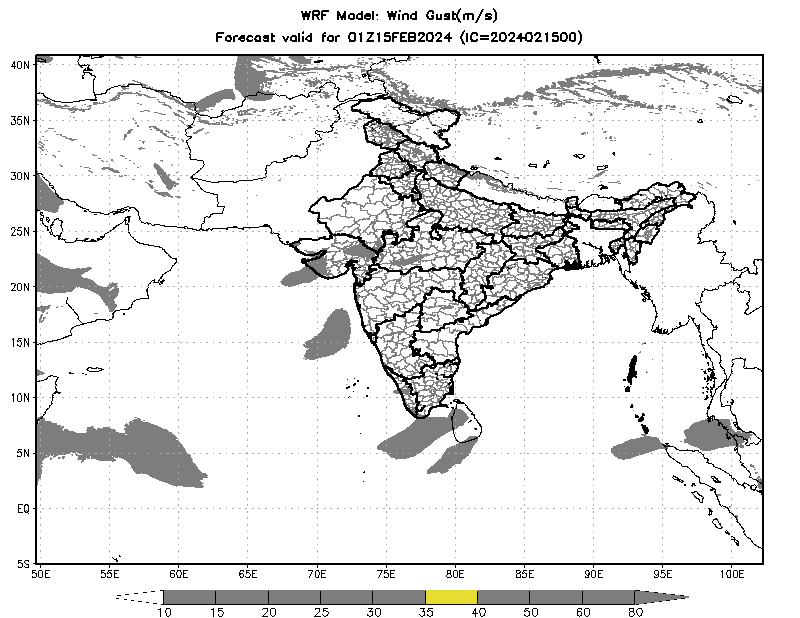 WRF Model: Wind Gust(m/s)
Forecast valid for 01Z15FEB2024 (IC=2024021500)
40N
35N
30N
25N
20N
15N
10N
5N
EQ
5S
50E 55E 60E 65E 70E 75E 80E 85E 90E 95E 100E
10 15 20 25 30 35 40 50 60 80